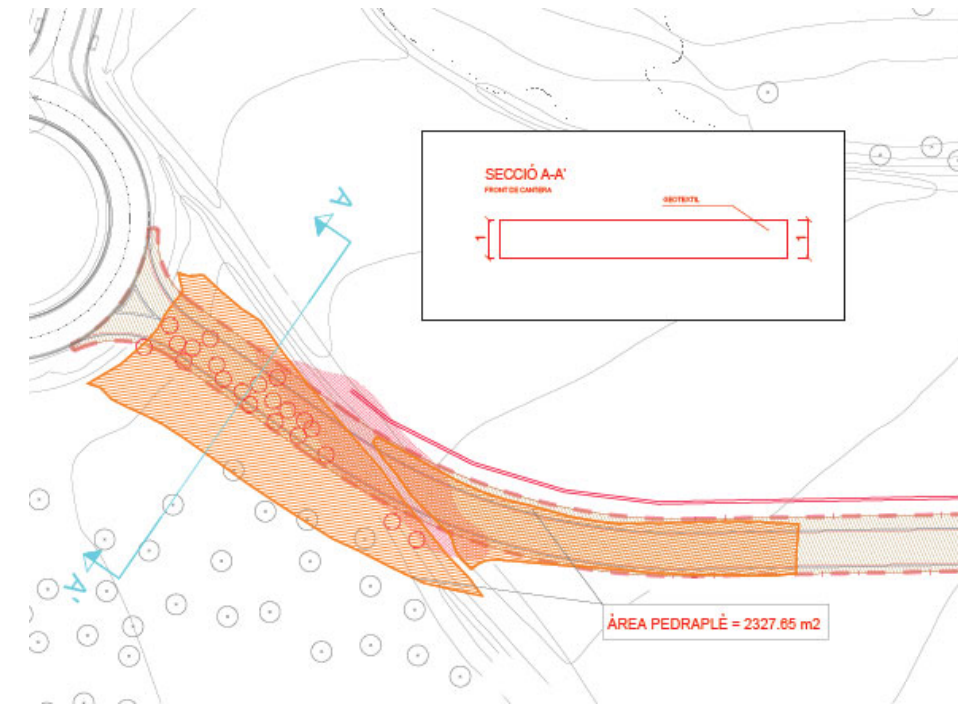 SECCIÓ A-A'
FRONT DE CANTERA
GEOTEXTIL
1
1
A
A'
ÀREA PEDRAPLÈ = 2327.65 m2